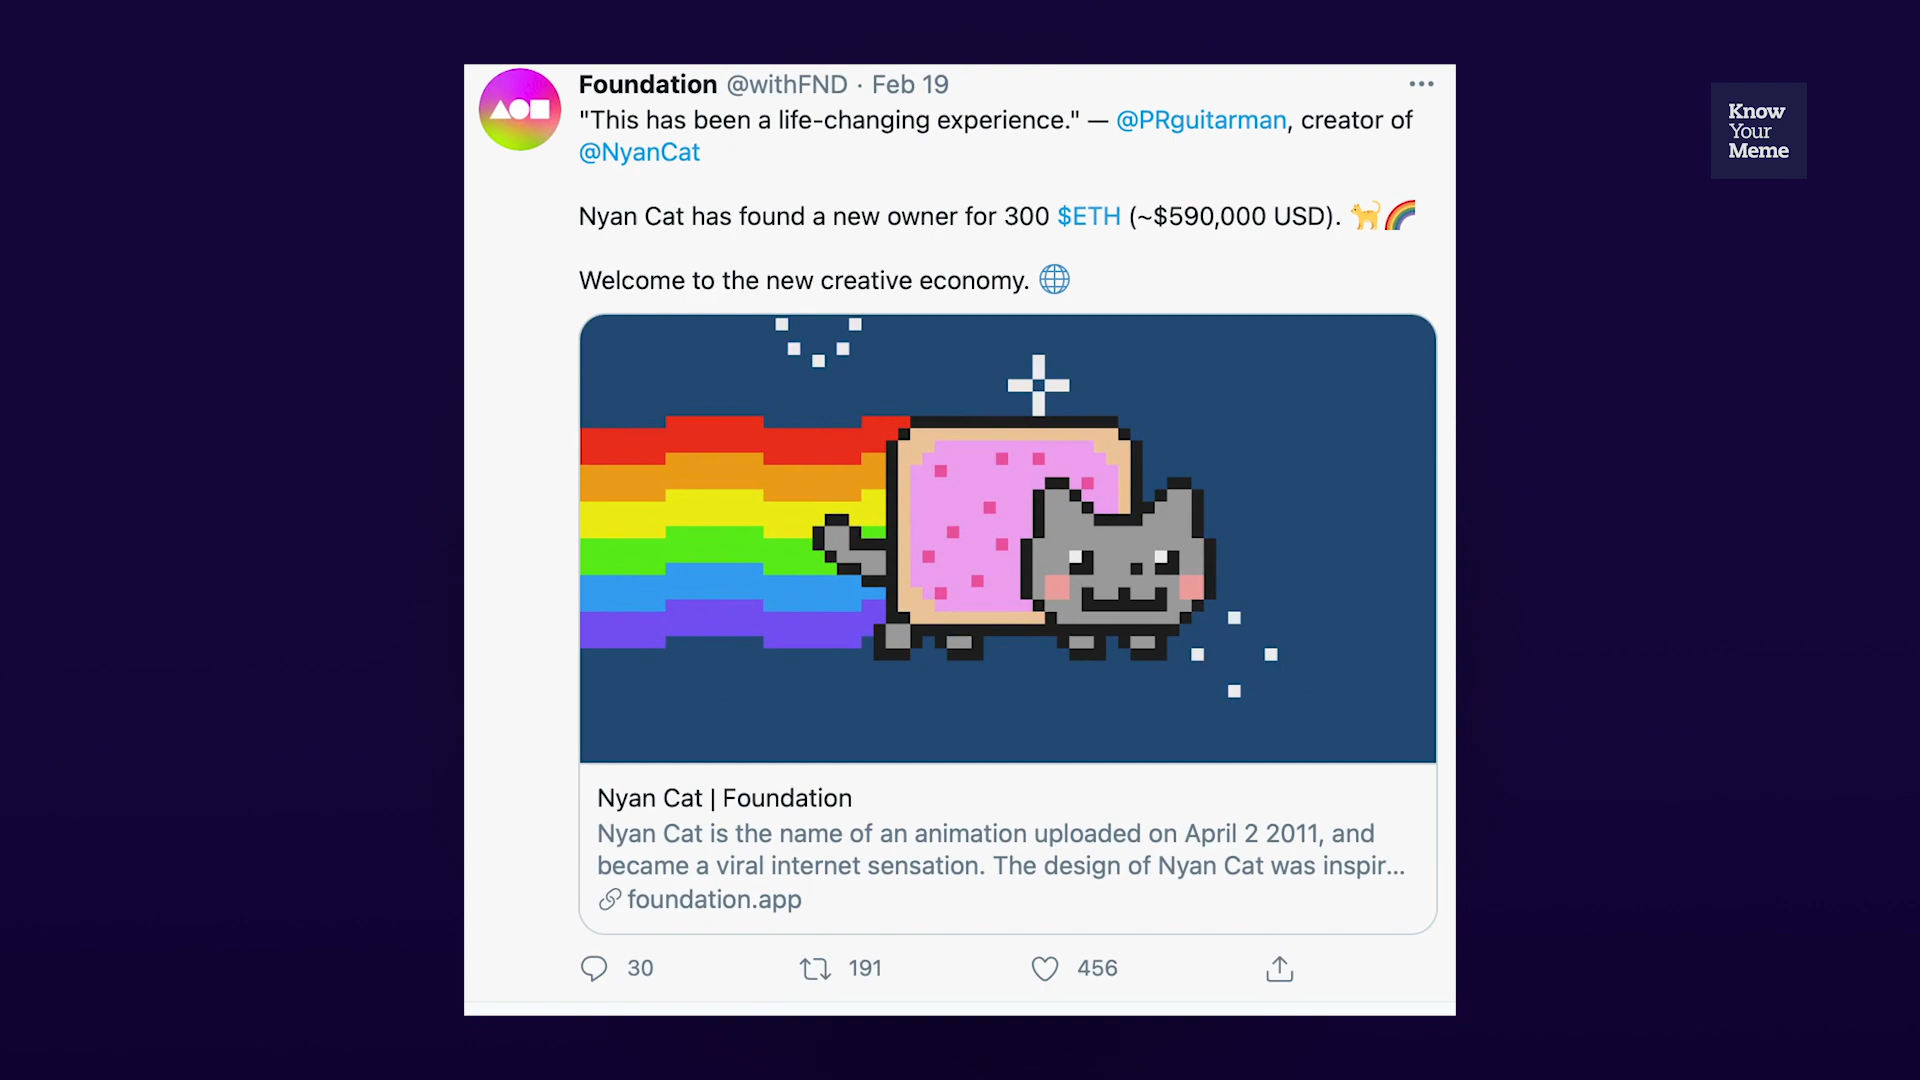 Foundation @withFND · Feb 19
"This has been a life-changing experience." — @PRguitarman, creator of
@NyanCat
Nyan Cat has found a new owner for 300 $ETH (~$590,000 USD). 🐈🌈
Welcome to the new creative economy. 🌐
Nyan Cat | Foundation
Nyan Cat is the name of an animation uploaded on April 2 2011, and
became a viral internet sensation. The design of Nyan Cat was inspir...
foundation.app
30 191 456
Know
Your
Meme